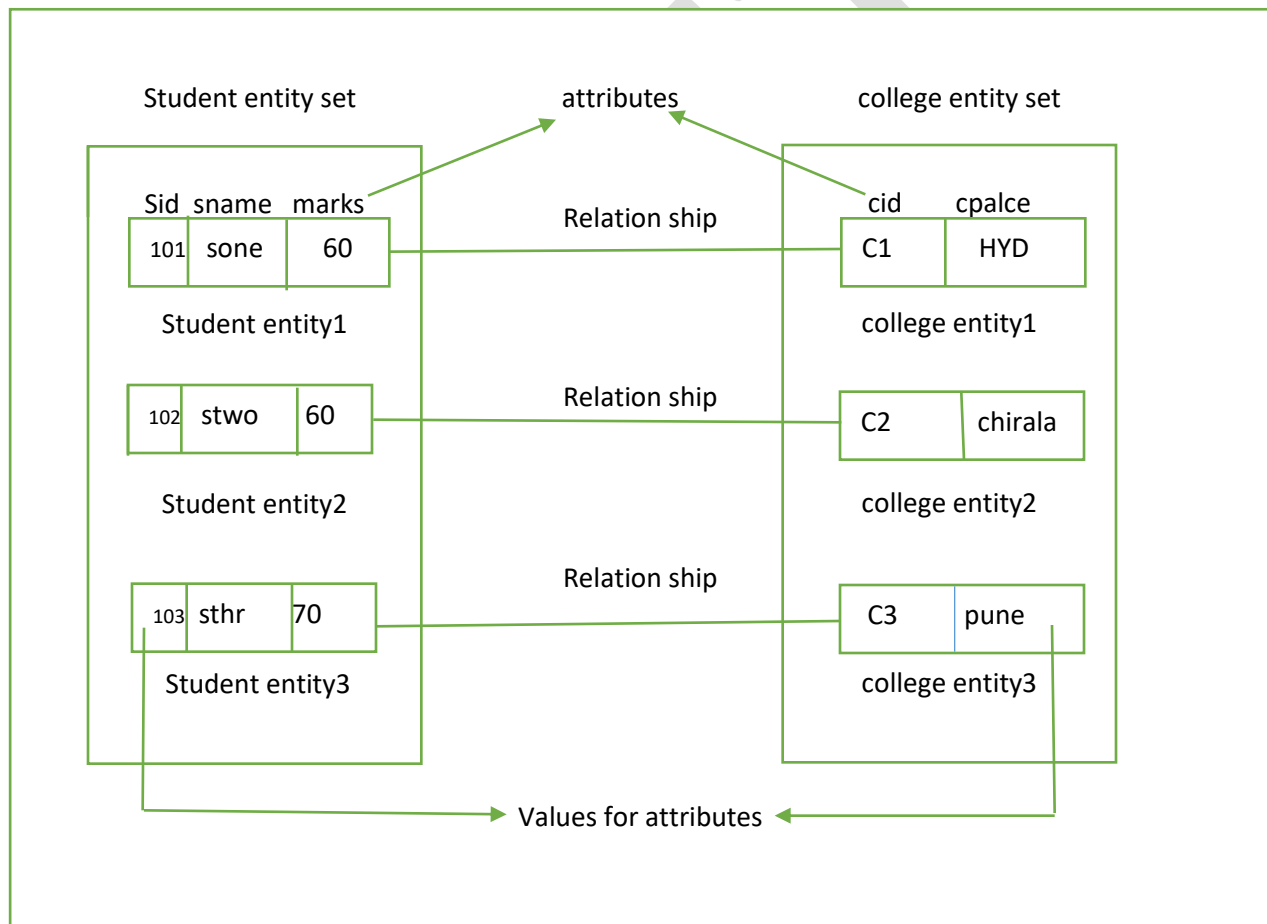 Student entity set attributes college entity set
Sid sname marks cid cpalce
Relation ship
101 sone 60 C1 HYD
Student entity1 college entity1
Relation ship
102 stwo 60 C2 chirala
Student entity2 college entity2
Relation ship
103 sthr 70 C3 pune
Student entity3 college entity3
Values for attributes